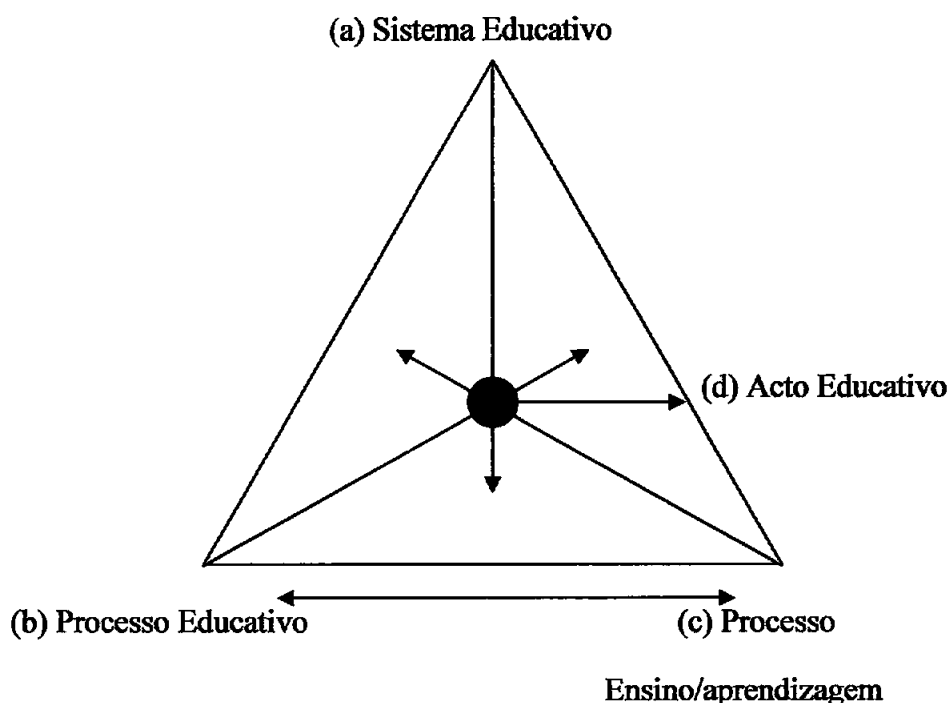 (a) Sistema Educativo
(d) Acto Educativo
(b) Processo Educativo
(c) Processo
Ensino/aprendizagem